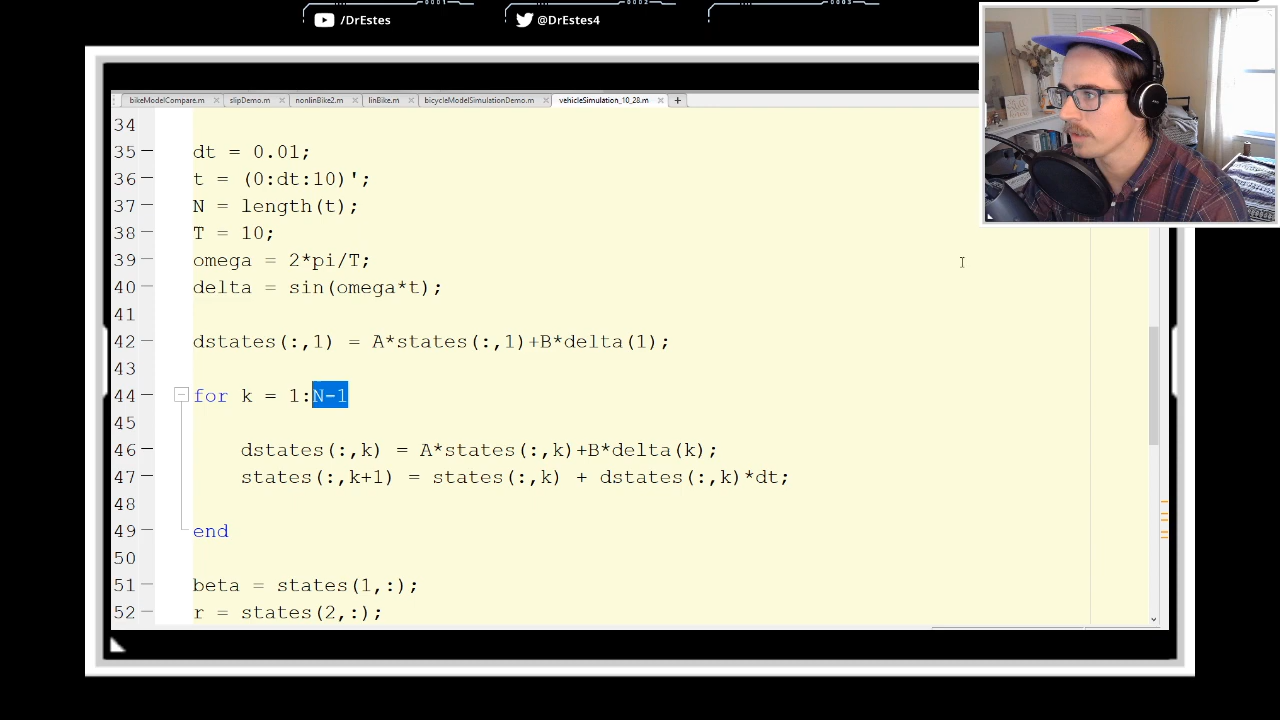 0001
0002
0003
/DrEstes
@DrEstes4
bikeModelCompare.m × slipDemo.m × nonlinBike2.m × linBike.m × bicycleModelSimulationDemo.m × vehicleSimulation_10_28.m × +
34
35 dt = 0.01;
36 t = (0:dt:10)';
37 N = length(t);
38 T = 10;
39 omega = 2*pi/T;
40 delta = sin(omega*t);
41
42 dstates(:,1) = A*states(:,1)+B*delta(1);
43
44 for k = 1:N-1
45
46 dstates(:,k) = A*states(:,k)+B*delta(k);
47 states(:,k+1) = states(:,k) + dstates(:,k)*dt;
48
49 end
50
51 beta = states(1,:);
52 r = states(2,:);